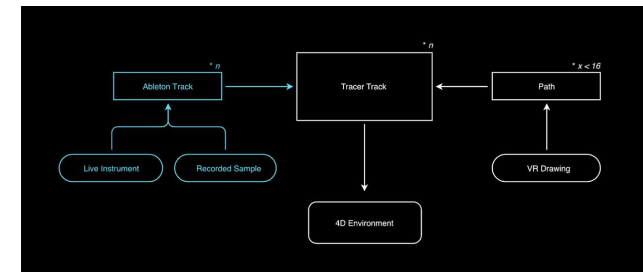 * n
* n
* x < 16
Ableton Track
Tracer Track
Path
Live Instrument
Recorded Sample
VR Drawing
4D Environment